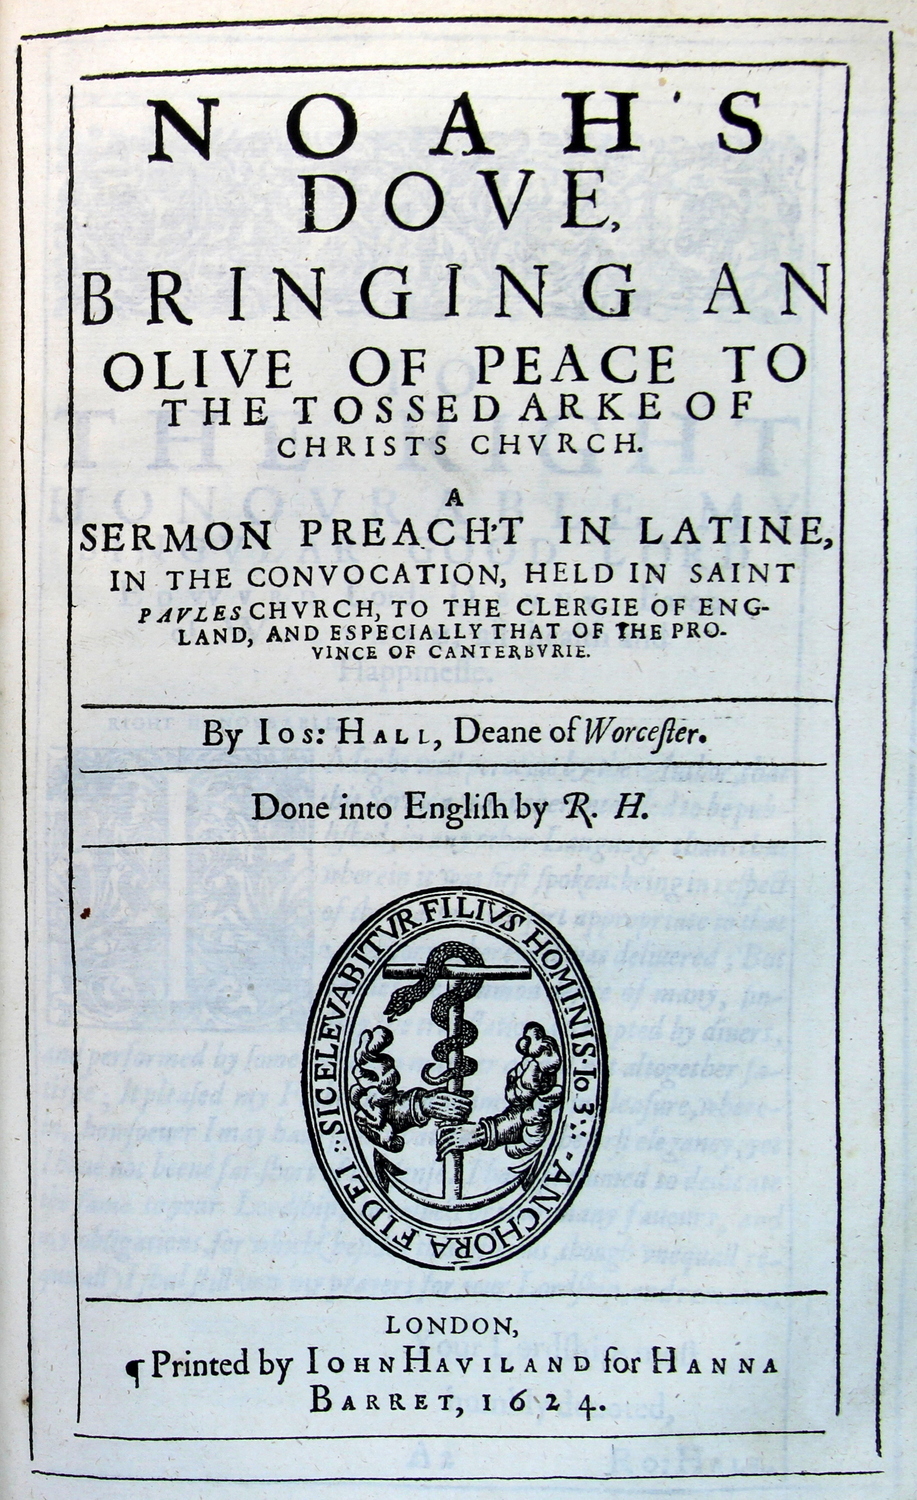 NOAH'S
DOVE,
BRINGING AN
OLIVE OF PEACE TO
THE TOSSED ARKE OF
CHRISTS CHVRCH.
A
SERMON PREACHT IN LATINE,
IN THE CONVOCATION, HELD IN SAINT
PAVLES CHVRCH, TO THE CLERGIE OF ENG-
LAND, AND ESPECIALLY THAT OF THE PRO-
VINCE OF CANTERBVRIE.
By Ios: HALL, Deane of Worceſter.
Done into Engliſh by R. H.
SIC ELEVABITVR FILIVS HOMINIS · Io 3 ·: · ANCHORA FIDEI ·:
LONDON,
¶ Printed by IOHN HAVILAND for HANNA
BARRET, 1624.